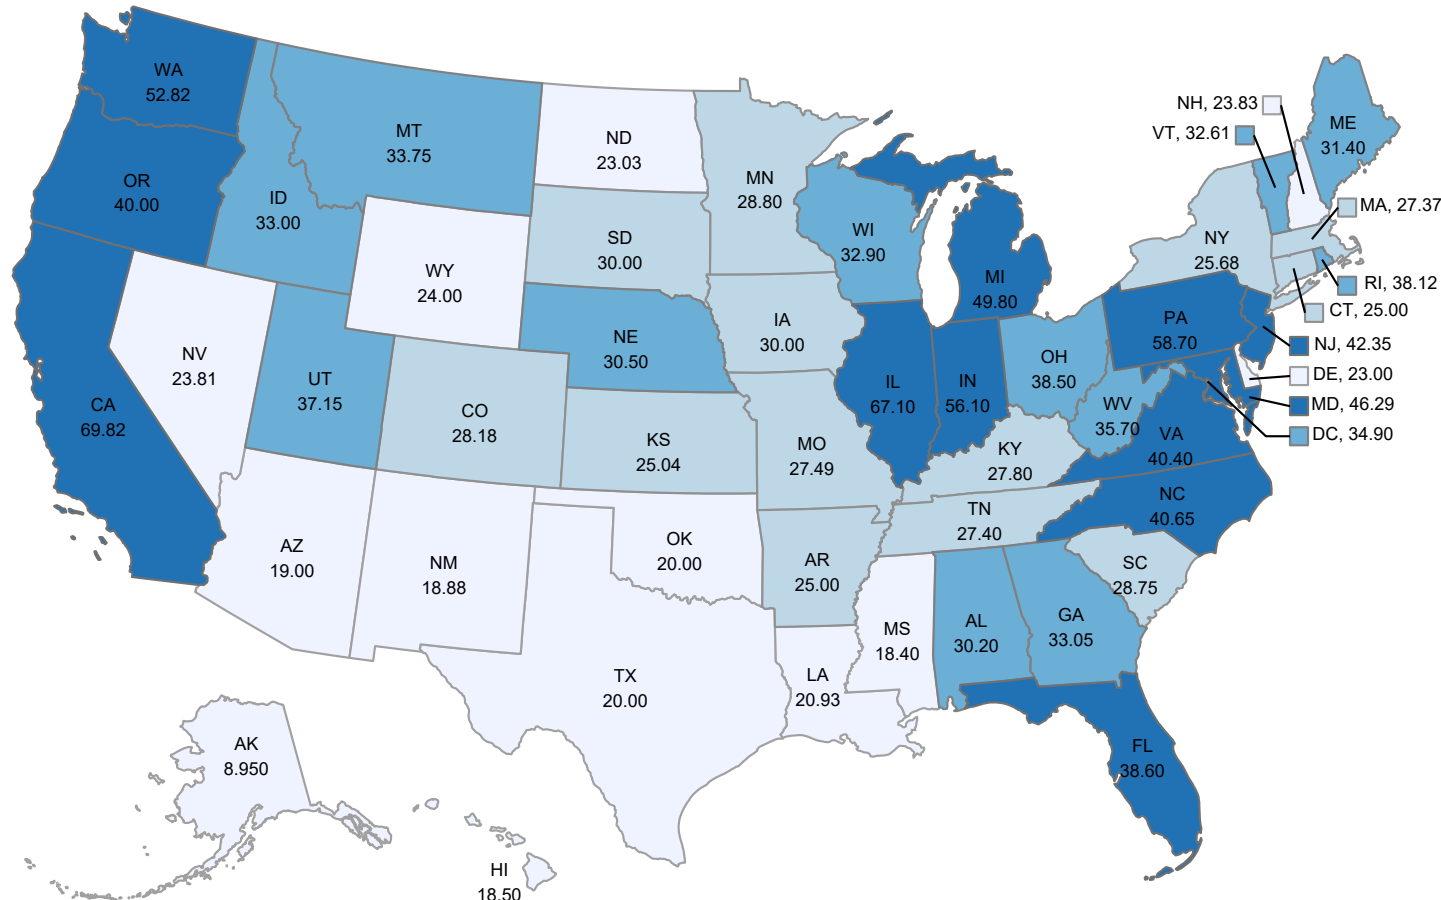 WA
52.82
MT
33.75
ND
23.03
NH, 23.83
VT, 32.61
ME
31.40
OR
40.00
ID
33.00
MN
28.80
MA, 27.37
WI
32.90
SD
30.00
NY
25.68
WY
24.00
MI
49.80
RI, 38.12
CT, 25.00
IA
30.00
PA
58.70
NE
30.50
NJ, 42.35
NV
23.81
OH
38.50
DE, 23.00
UT
37.15
IL
67.10
IN
56.10
CA
69.82
CO
28.18
WV
35.70
MD, 46.29
DC, 34.90
VA
40.40
KS
25.04
MO
27.49
KY
27.80
NC
40.65
TN
27.40
AZ
19.00
NM
18.88
OK
20.00
AR
25.00
SC
28.75
MS
18.40
AL
30.20
GA
33.05
TX
20.00
LA
20.93
AK
8.950
FL
38.60
HI
18.50